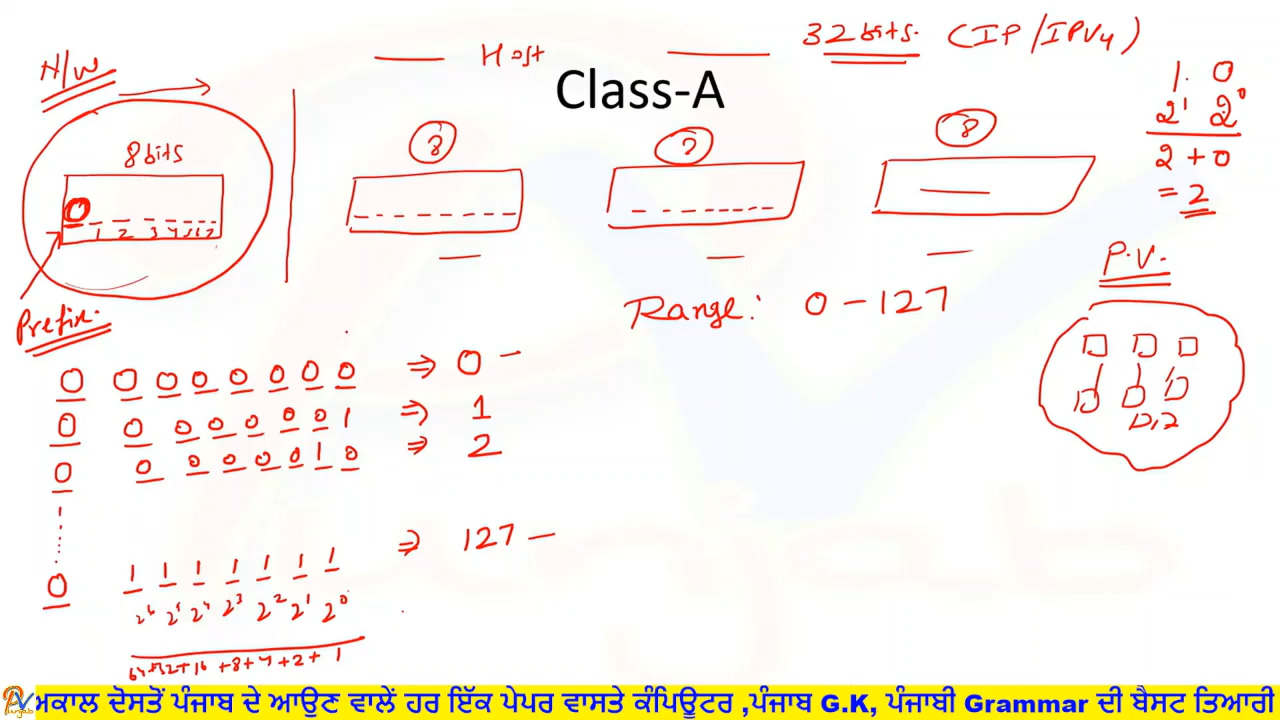 32 bits. (IP/IPV4)
N/W
Host
Class-A
8bits
8
8
0
1 2 3 4 5 6 7
Prefix.
1. 0
2¹ 2⁰
2 + 0
= 2
P.V.
Range: 0 - 127
0 0 0 0 0 0 0 0 ⇒ 0 -
0 0 0 0 0 0 0 1 ⇒ 1
0 0 0 0 0 0 1 0 ⇒ 2
0 1 1 1 1 1 1 1 ⇒ 127 -
2⁶ 2⁵ 2⁴ 2³ 2² 2¹ 2⁰
64+32+16+8+4+2+1
ਅਕਾਲ ਦੋਸਤੋਂ ਪੰਜਾਬ ਦੇ ਆਉਣ ਵਾਲੇਂ ਹਰ ਇੱਕ ਪੇਪਰ ਵਾਸਤੇ ਕੰਪਿਊਟਰ ,ਪੰਜਾਬ G.K, ਪੰਜਾਬੀ Grammar ਦੀ ਬੈਸਟ ਤਿਆਰੀ